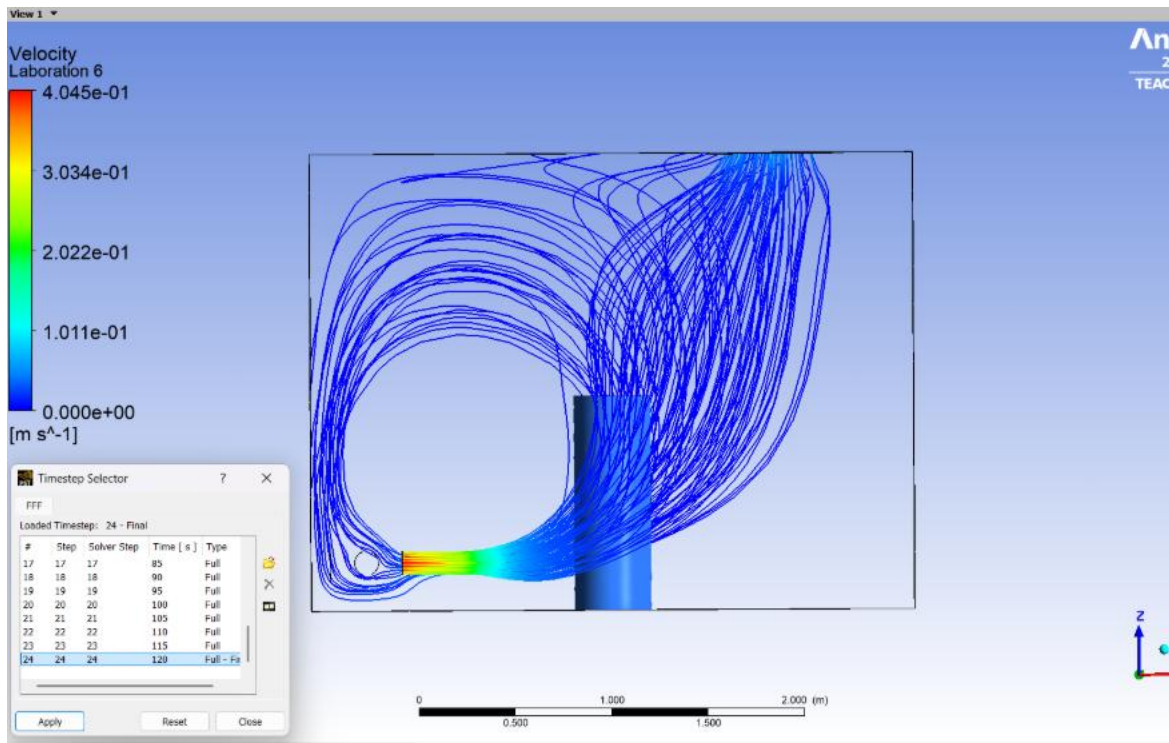 View 1
Velocity
Laboration 6
4.045e-01
3.034e-01
2.022e-01
1.011e-01
0.000e+00
[m s^-1]
An
2
TEAC
Timestep Selector ?
FFF
Loaded Timestep: 24 - Final
# Step Solver Step Time [ s ] Type
17 17 17 85 Full
18 18 18 90 Full
19 19 19 95 Full
20 20 20 100 Full
21 21 21 105 Full
22 22 22 110 Full
23 23 23 115 Full
24 24 24 120 Full - Fi
Apply Reset Close
0 1.000 2.000 (m)
0.500 1.500
Z